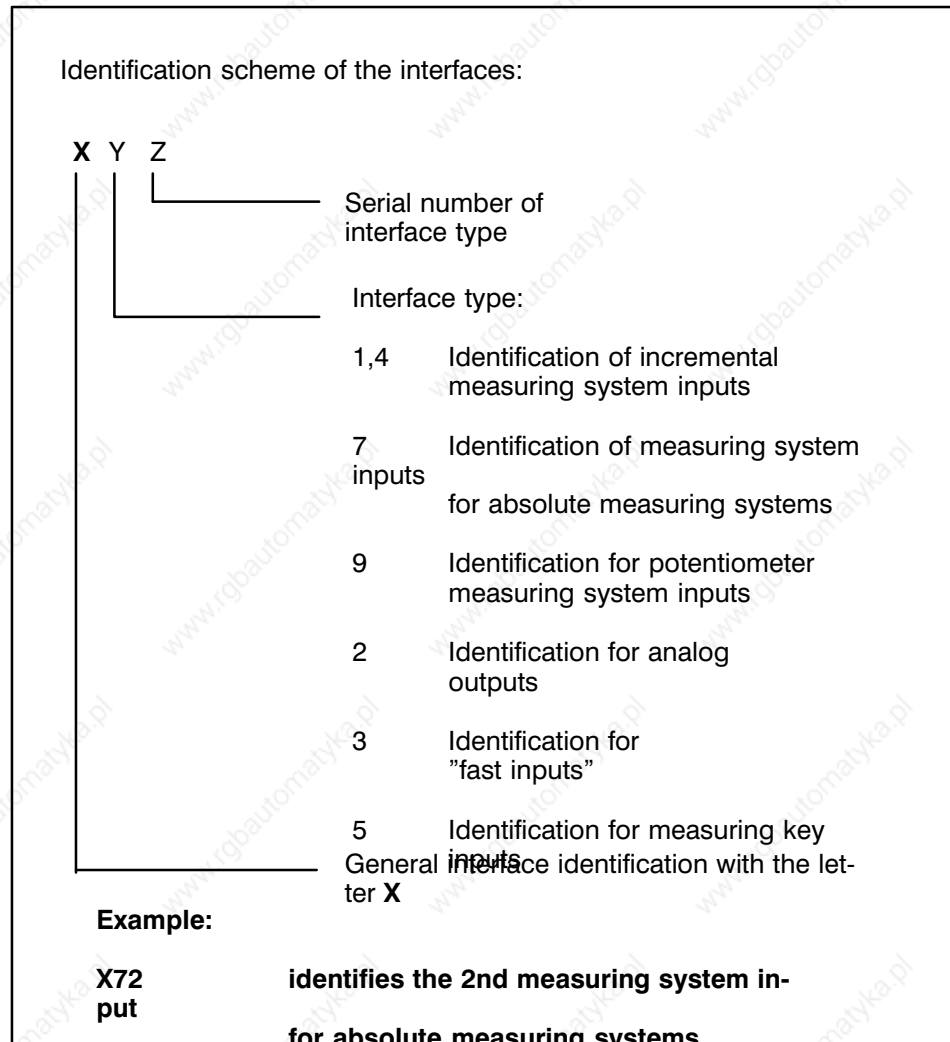 Identification scheme of the interfaces:
X Y Z
Serial number of
interface type
Interface type:
1,4 Identification of incremental
measuring system inputs
7 Identification of measuring system
inputs
for absolute measuring systems
9 Identification for potentiometer
measuring system inputs
2 Identification for analog
outputs
3 Identification for
”fast inputs”
5 Identification for measuring key
inputs
General interface identification with the let-
ter X
Example:
X72 identifies the 2nd measuring system in-
put
for absolute measuring systems
www.rgbautomatyka.pl